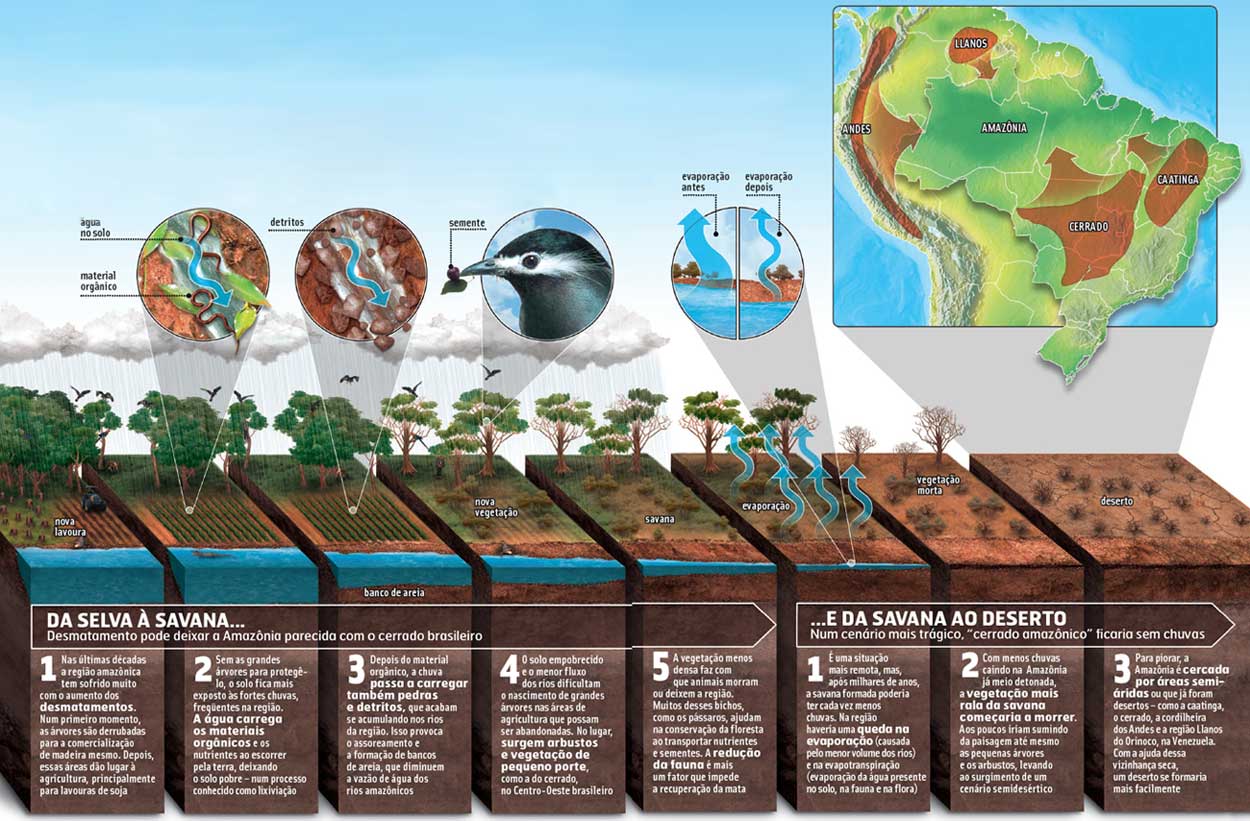 LLANOS
ANDES
AMAZÔNIA
CAATINGA
CERRADO
água
no solo
material
orgânico
detritos
semente
evaporação
antes
evaporação
depois
nova
lavoura
nova
vegetação
savana
evaporação
vegetação
morta
deserto
banco de areia
DA SELVA À SAVANA...
Desmatamento pode deixar a Amazônia parecida com o cerrado brasileiro
1 Nas últimas décadas
a região amazônica
tem sofrido muito
com o aumento dos
desmatamentos.
Num primeiro momento,
as árvores são derrubadas
para a comercialização
de madeira mesmo. Depois,
essas áreas dão lugar à
agricultura, principalmente
para lavouras de soja
2 Sem as grandes
árvores para protegê-
lo, o solo fica mais
exposto às fortes chuvas,
freqüentes na região.
A água carrega
os materiais
orgânicos e os
nutrientes ao escorrer
pela terra, deixando
o solo pobre – num processo
conhecido como lixiviação
3 Depois do material
orgânico, a chuva
passa a carregar
também pedras
e detritos, que acabam
se acumulando nos rios
da região. Isso provoca
o assoreamento e
a formação de bancos
de areia, que diminuem
a vazão de água dos
rios amazônicos
4 O solo empobrecido
e o menor fluxo
dos rios dificultam
o nascimento de grandes
árvores nas áreas de
agricultura que possam
ser abandonadas. No lugar,
surgem arbustos
e vegetação de
pequeno porte,
como a do cerrado,
no Centro-Oeste brasileiro
5 A vegetação menos
densa faz com
que animais morram
ou deixem a região.
Muitos desses bichos,
como os pássaros, ajudam
na conservação da floresta
ao transportar nutrientes
e sementes. A redução
da fauna é mais
um fator que impede
a recuperação da mata
...E DA SAVANA AO DESERTO
Num cenário mais trágico, “cerrado amazônico” ficaria sem chuvas
1 É uma situação
mais remota, mas,
após milhares de anos,
a savana formada poderia
ter cada vez menos
chuvas. Na região
haveria uma queda na
evaporação (causada
pelo menor volume dos rios)
e na evapotranspiração
(evaporação da água presente
no solo, na fauna e na flora)
2 Com menos chuvas
caindo na Amazônia
já meio detonada,
a vegetação mais
rala da savana
começaria a morrer.
Aos poucos iriam sumindo
da paisagem até mesmo
as pequenas árvores
e os arbustos, levando
ao surgimento de um
cenário semidesértico
3 Para piorar, a
Amazônia é cercada
por áreas semi-
áridas ou que já foram
desertos – como a caatinga,
o cerrado, a cordilheira
dos Andes e a região Llanos
do Orinoco, na Venezuela.
Com a ajuda dessa
vizinhança seca,
um deserto se formaria
mais facilmente